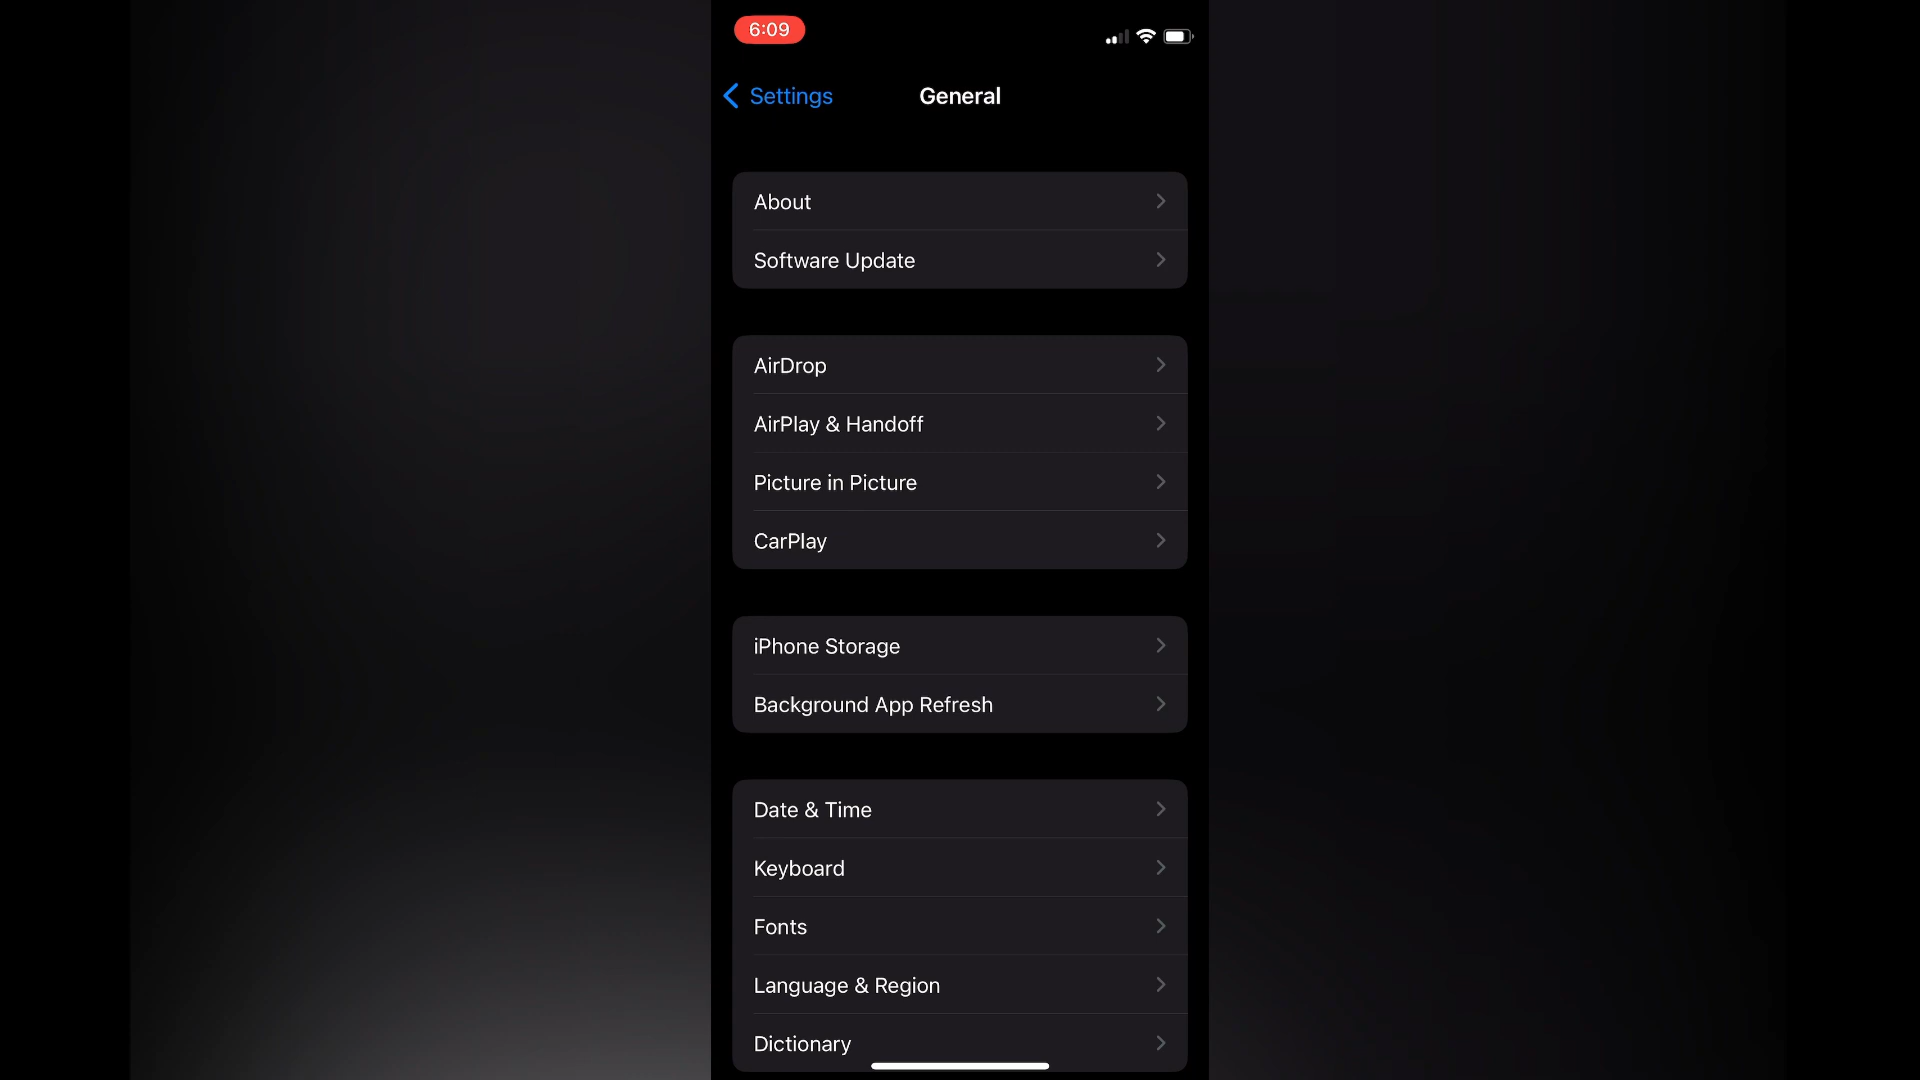 6:09
Settings
General
About
Software Update
AirDrop
AirPlay & Handoff
Picture in Picture
CarPlay
iPhone Storage
Background App Refresh
Date & Time
Keyboard
Fonts
Language & Region
Dictionary